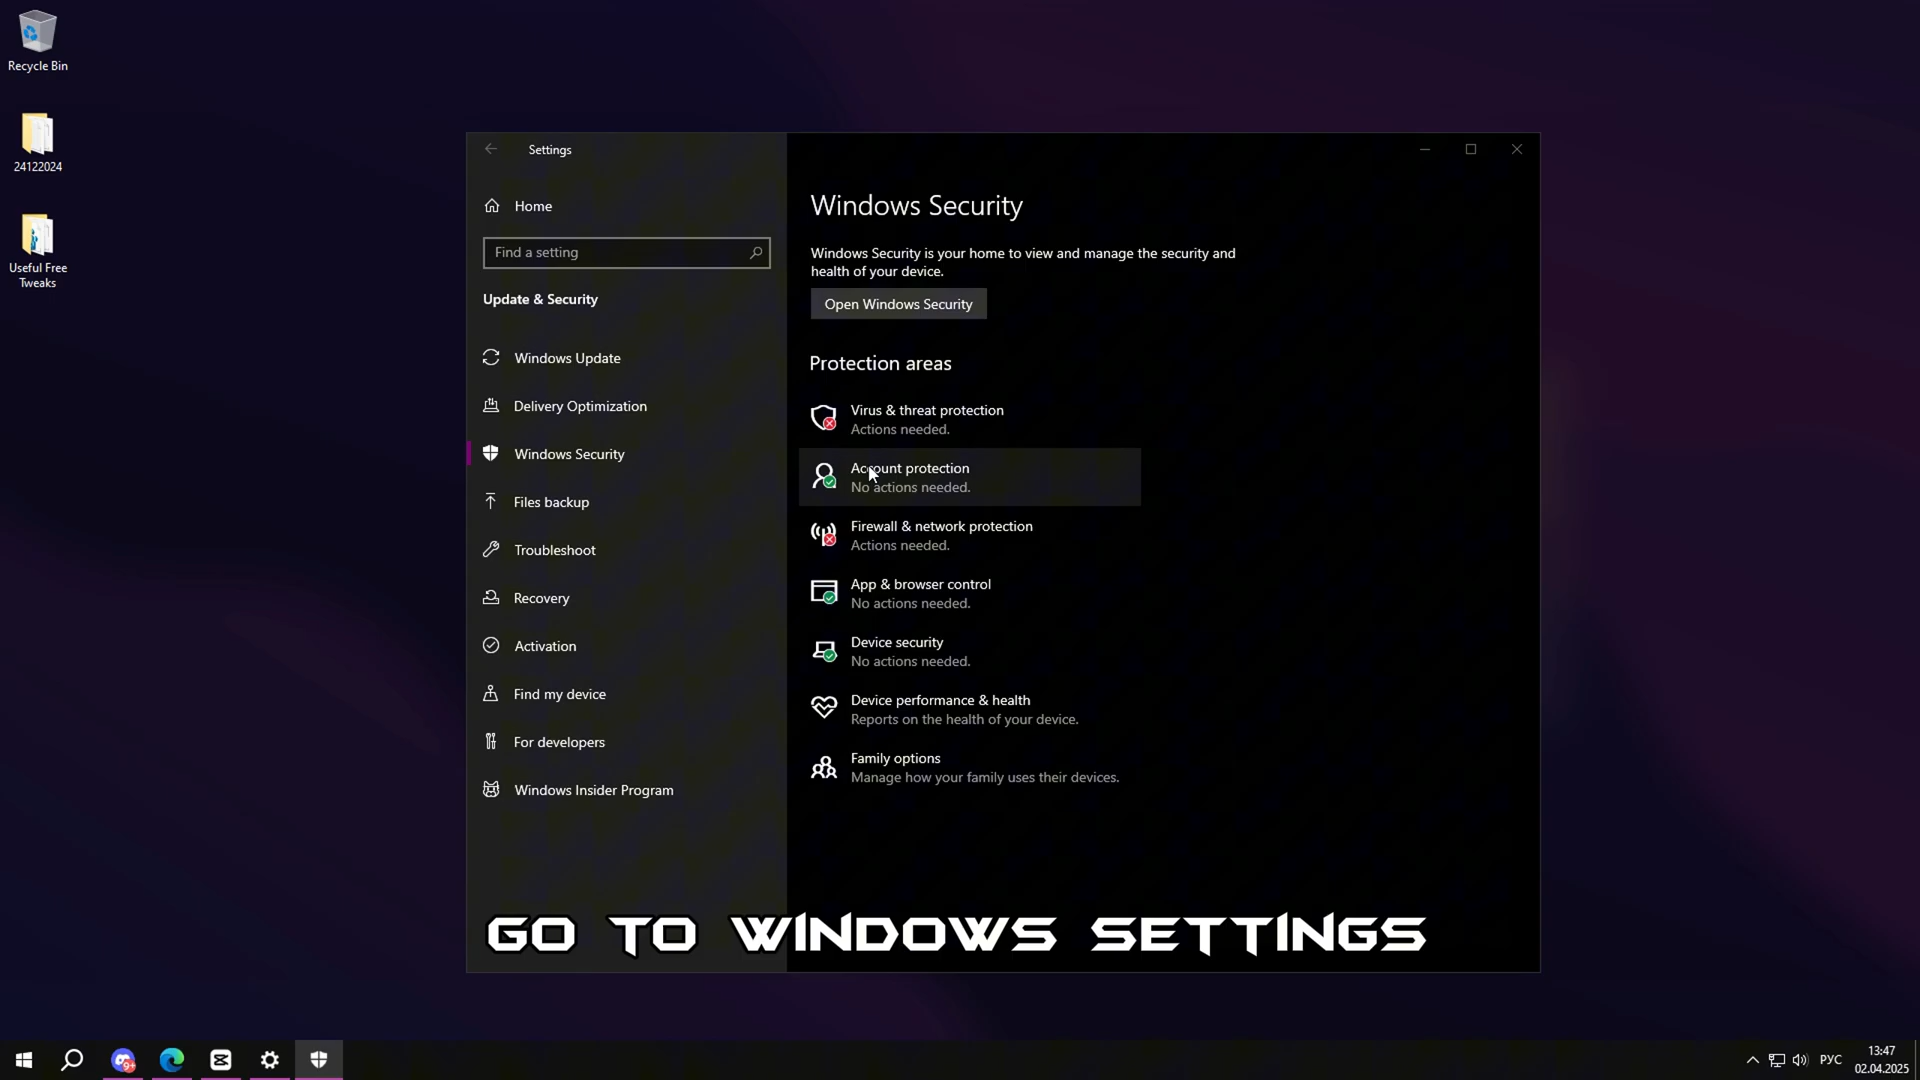 Recycle Bin
24122024
Useful Free
Tweaks
Settings
Home
Find a setting
Update & Security
Windows Update
Delivery Optimization
Windows Security
Files backup
Troubleshoot
Recovery
Activation
Find my device
For developers
Windows Insider Program
Windows Security
Windows Security is your home to view and manage the security and
health of your device.
Open Windows Security
Protection areas
Virus & threat protection
Actions needed.
Account protection
No actions needed.
Firewall & network protection
Actions needed.
App & browser control
No actions needed.
Device security
No actions needed.
Device performance & health
Reports on the health of your device.
Family options
Manage how your family uses their devices.
GO TO WINDOWS SETTINGS
9+
РУС
13:47
02.04.2025